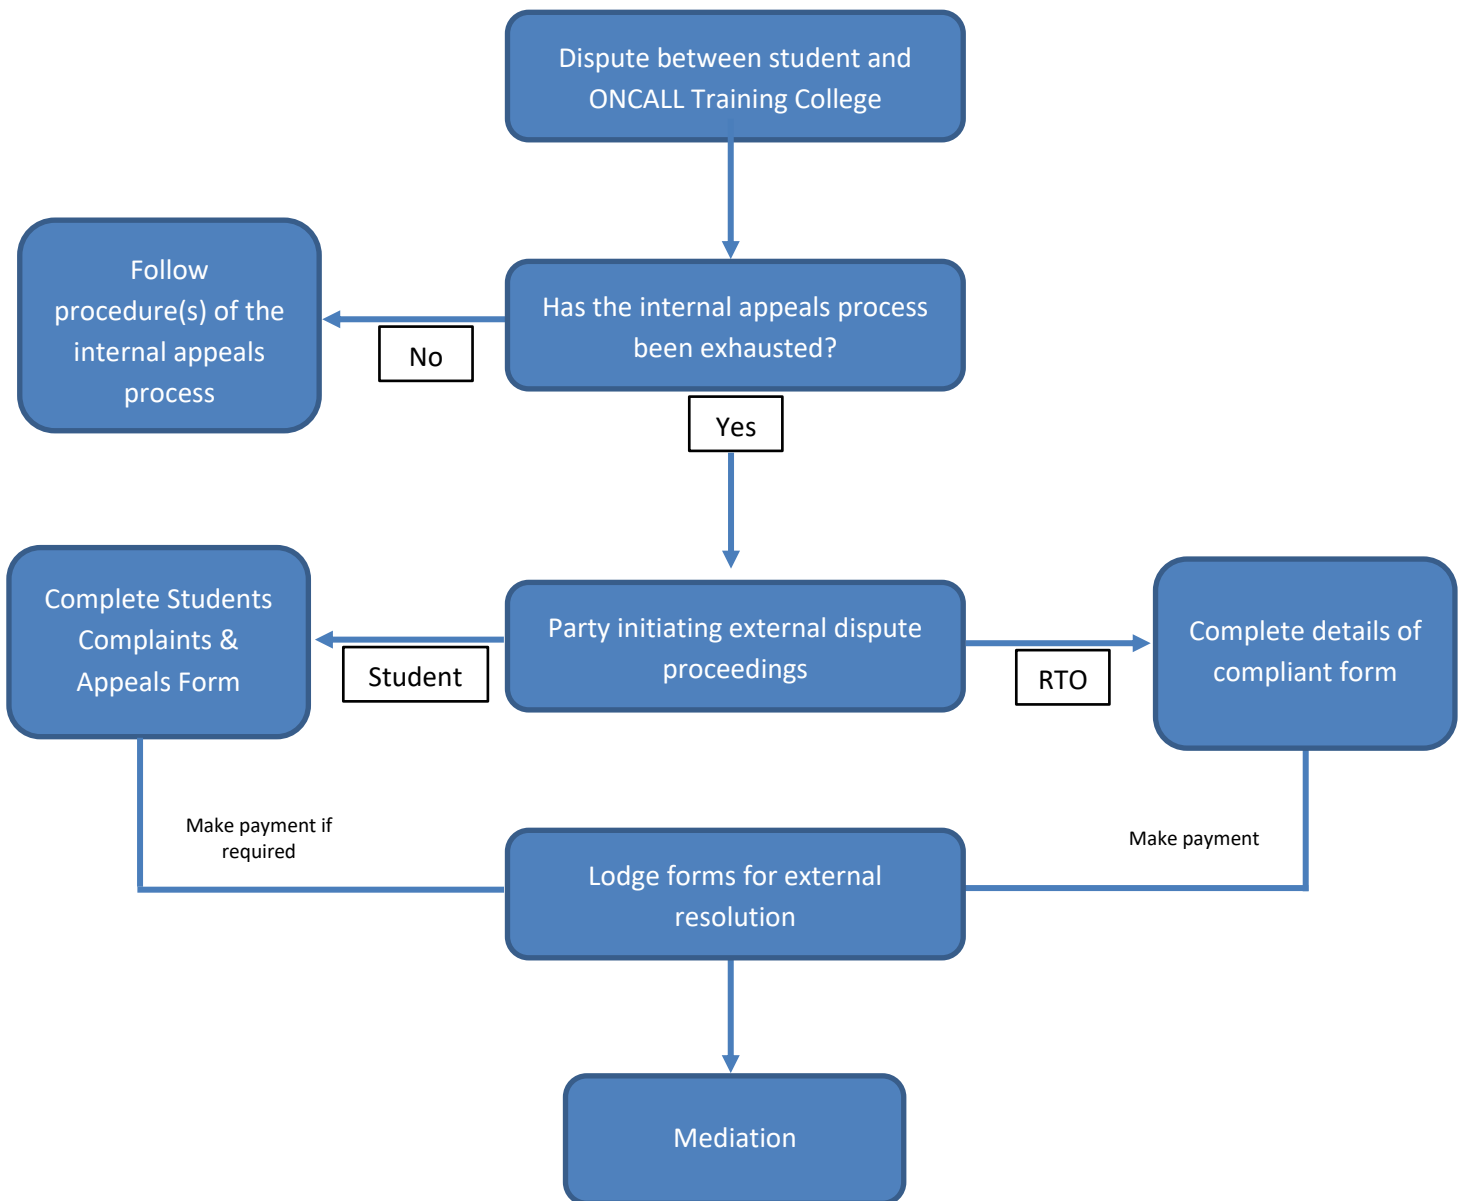 Dispute between student and
ONCALL Training College
Follow
procedure(s) of the
internal appeals
process
No
Has the internal appeals process
been exhausted?
Yes
Complete Students
Complaints &
Appeals Form
Student
Party initiating external dispute
proceedings
RTO
Complete details of
compliant form
Make payment if
required
Lodge forms for external
resolution
Make payment
Mediation